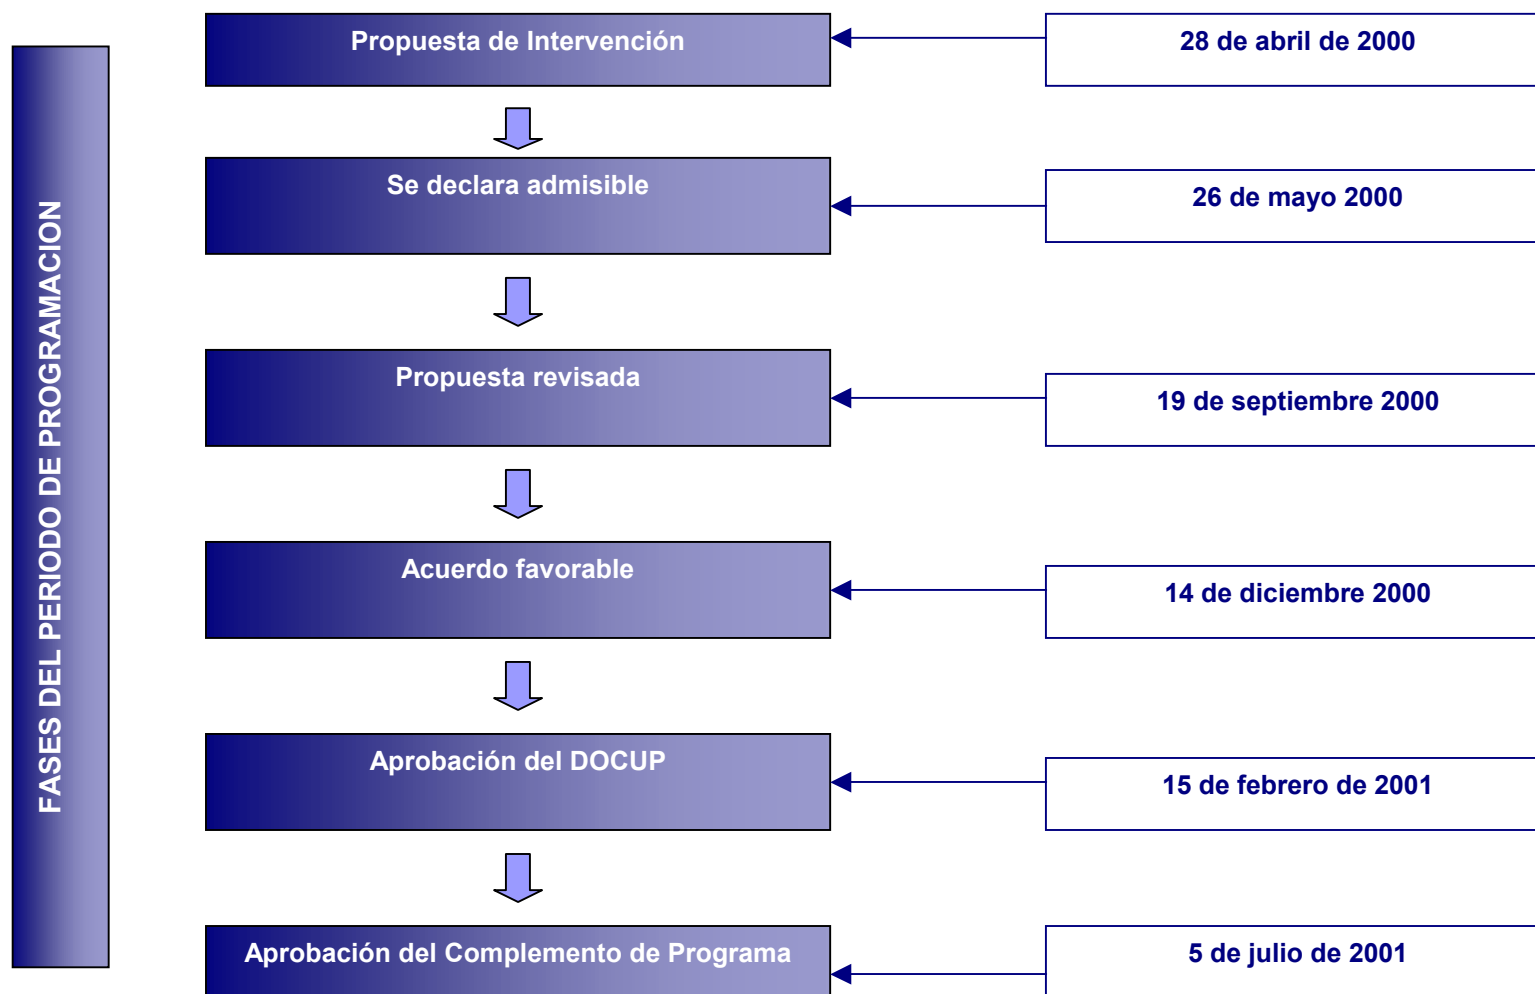 FASES DEL PERIODO DE PROGRAMACION
Propuesta de Intervención
28 de abril de 2000
Se declara admisible
26 de mayo 2000
Propuesta revisada
19 de septiembre 2000
Acuerdo favorable
14 de diciembre 2000
Aprobación del DOCUP
15 de febrero de 2001
Aprobación del Complemento de Programa
5 de julio de 2001